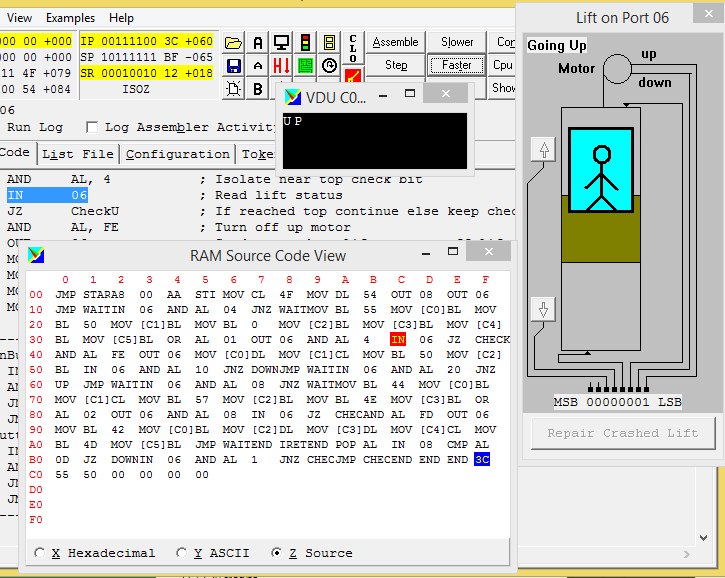 View Examples Help
000 00 +000 IP 00111100 3C +060
000 00 +000 SP 10111111 BF -065
11 4F +079 SR 00010010 12 +018
00 54 +084 ISOZ
A
A
B
C
L
O
Assemble Slower
Step Faster Cpu
Show
06
Run Log Log Assembler Activit
Code List File Configuration Toke
AND AL, 4 ; Isolate near top check bit
IN 06 ; Read lift status
JZ CheckU ; If reached top continue else keep chec
AND AL, FE ; Turn off up motor
VDU C0...
UP
RAM Source Code View
0 1 2 3 4 5 6 7 8 9 A B C D E F
00 JMP STARA8 00 AA STI MOV CL 4F MOV DL 54 OUT 08 OUT 06
10 JMP WAITIN 06 AND AL 04 JNZ WAITMOV BL 55 MOV [C0]BL MOV
20 BL 50 MOV [C1]BL MOV BL 0 MOV [C2]BL MOV [C3]BL MOV [C4]
30 BL MOV [C5]BL OR AL 01 OUT 06 AND AL 4 IN 06 JZ CHECK
40 AND AL FE OUT 06 MOV [C0]DL MOV [C1]CL MOV BL 50 MOV [C2]
50 BL IN 06 AND AL 10 JNZ DOWNJMP WAITIN 06 AND AL 20 JNZ
60 UP JMP WAITIN 06 AND AL 08 JNZ WAITMOV BL 44 MOV [C0]BL
70 MOV [C1]CL MOV BL 57 MOV [C2]BL MOV BL 4E MOV [C3]BL OR
80 AL 02 OUT 06 AND AL 08 IN 06 JZ CHECAND AL FD OUT 06
90 MOV BL 42 MOV [C0]BL MOV [C2]BL MOV [C3]DL MOV [C4]CL MOV
A0 BL 4D MOV [C5]BL JMP WAITEND IRETEND POP AL IN 08 CMP AL
B0 0D JZ DOWNIN 06 AND AL 1 JNZ CHECJMP CHECEND END END 3C
C0 55 50 00 00 00 00
D0
E0
F0
X Hexadecimal Y ASCII Z Source
Lift on Port 06
Going Up
Motor
up
down
MSB 00000001 LSB
Repair Crashed Lift